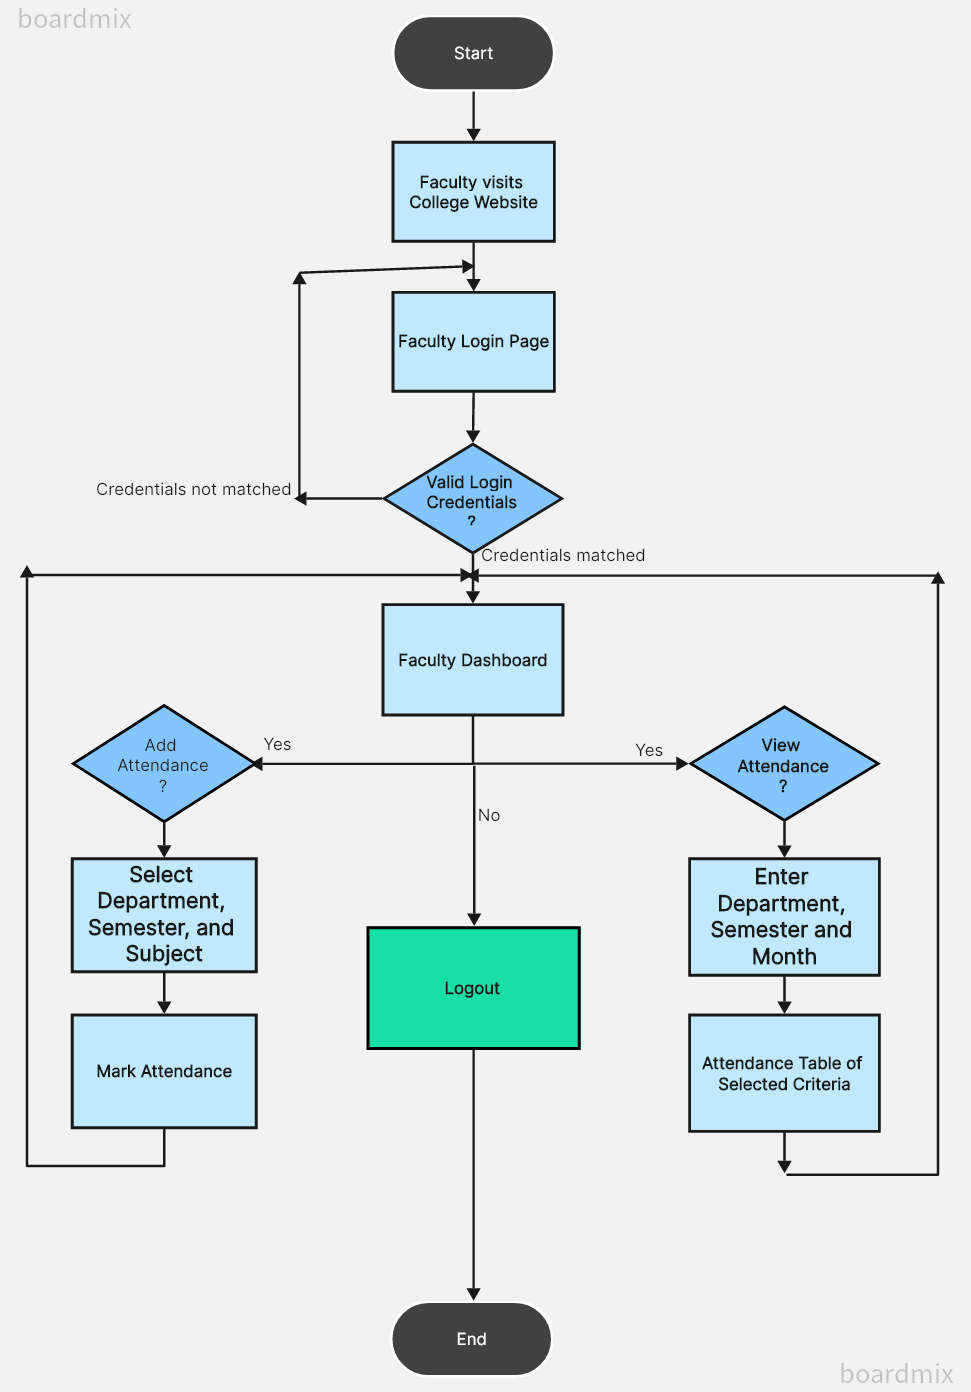 boardmix
Start
Faculty visits
College Website
Faculty Login Page
Valid Login
Credentials
?
Credentials not matched
Credentials matched
Faculty Dashboard
Add
Attendance
?
Yes
Yes
View
Attendance
?
No
Select
Department,
Semester, and
Subject
Enter
Department,
Semester and
Month
Logout
Mark Attendance
Attendance Table of
Selected Criteria
End
boardmix